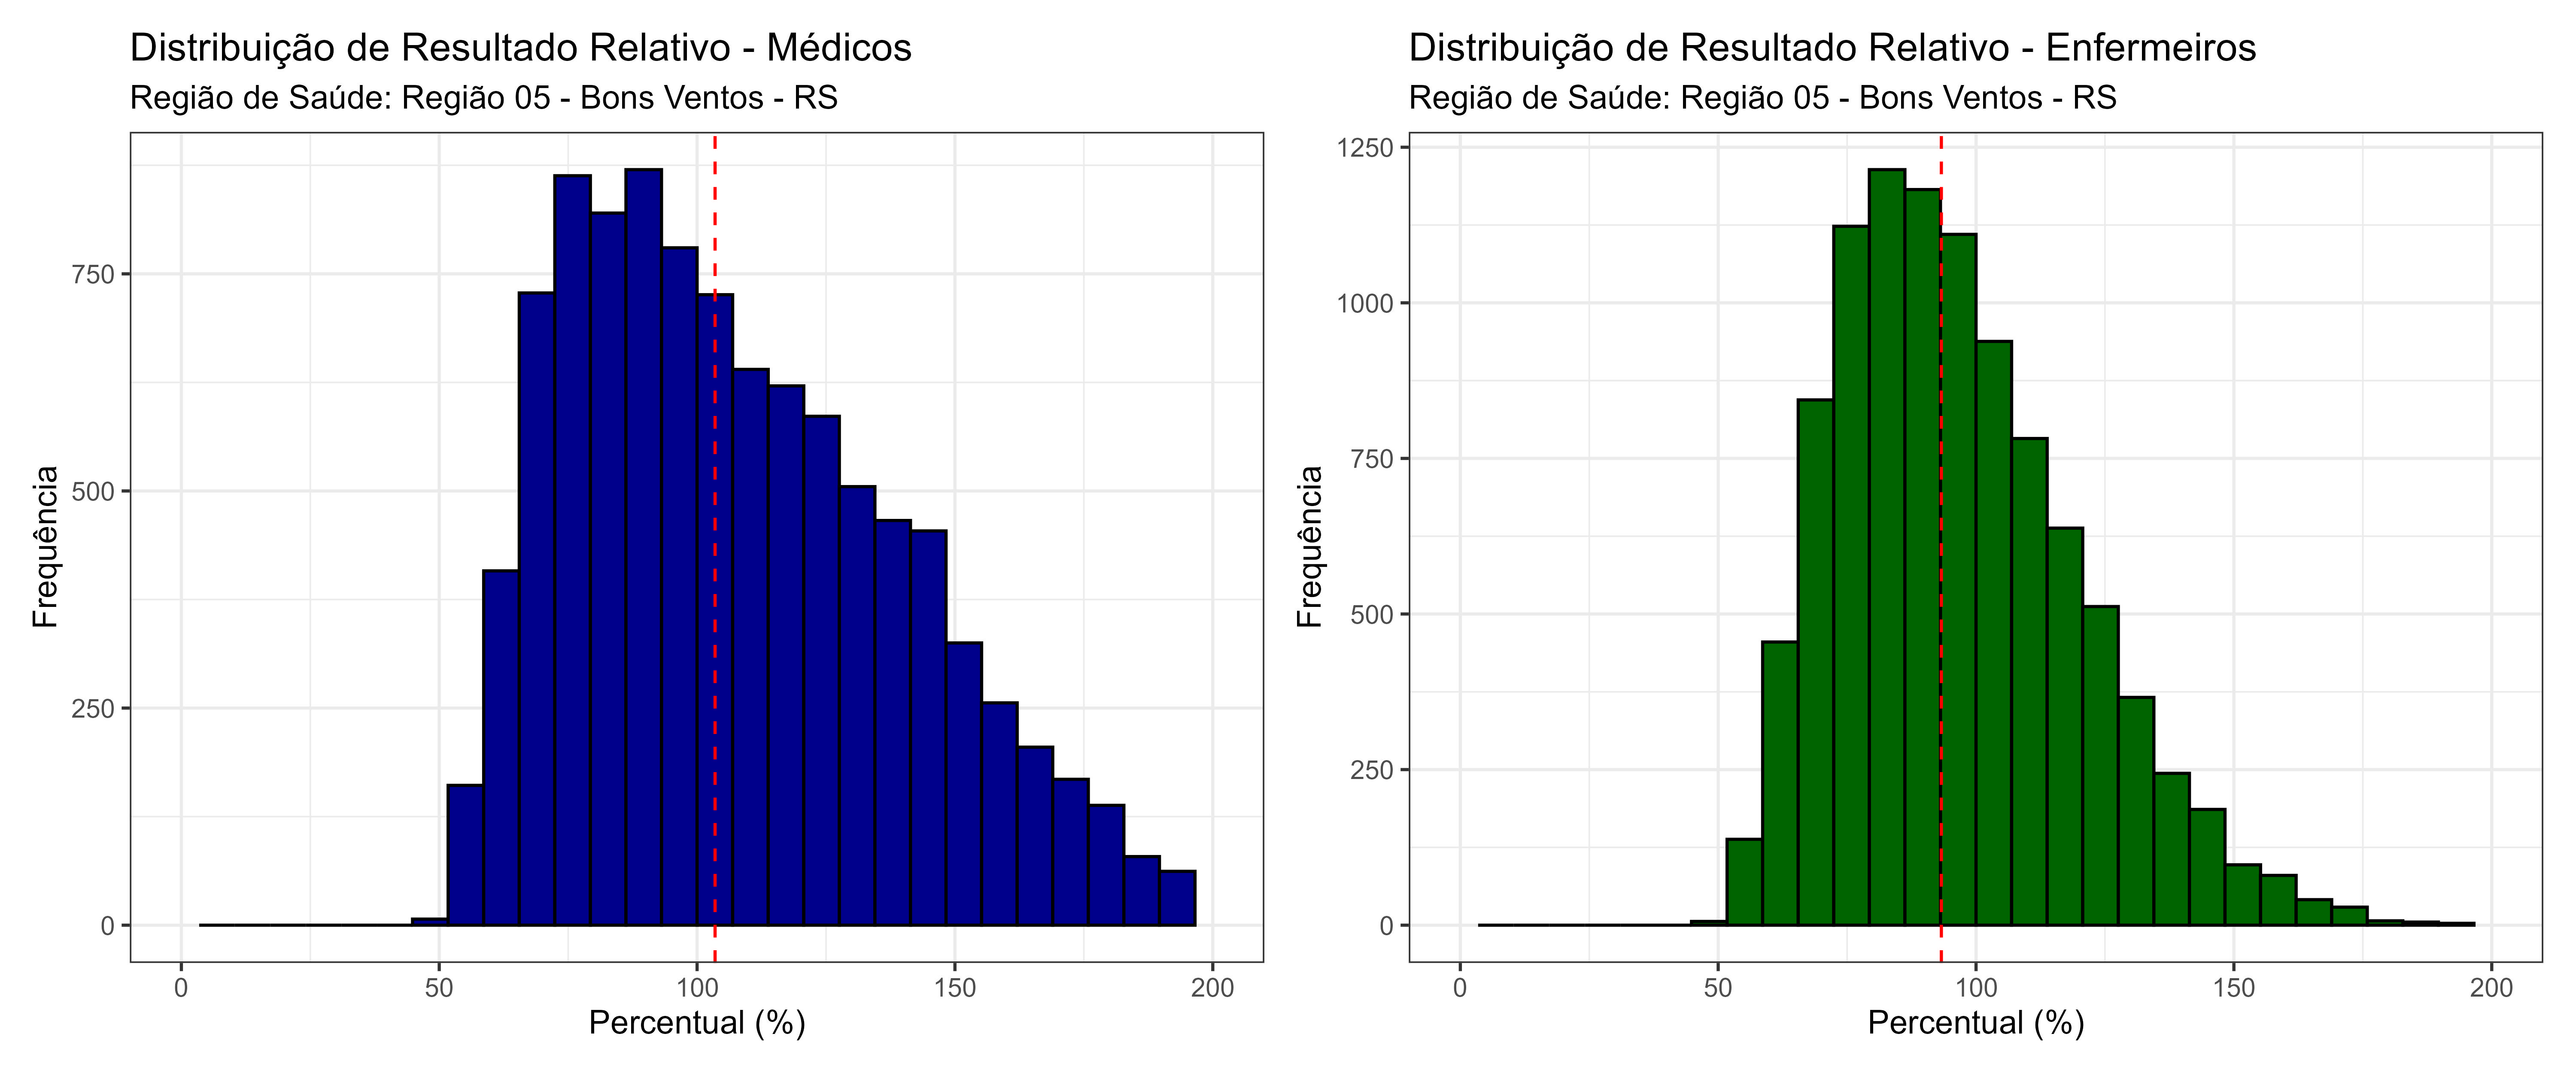 Distribuição de Resultado Relativo - Médicos
Região de Saúde: Região 05 - Bons Ventos - RS
750
500
250
0
Frequência
0 50 100 150 200
Percentual (%)
Distribuição de Resultado Relativo - Enfermeiros
Região de Saúde: Região 05 - Bons Ventos - RS
1250
1000
750
500
250
0
Frequência
0 50 100 150 200
Percentual (%)